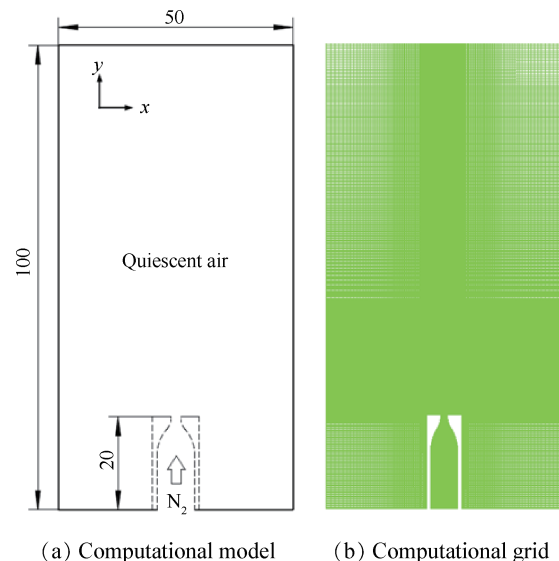 50
y
x
100
Quiescent air
20
N₂
(a) Computational model
(b) Computational grid